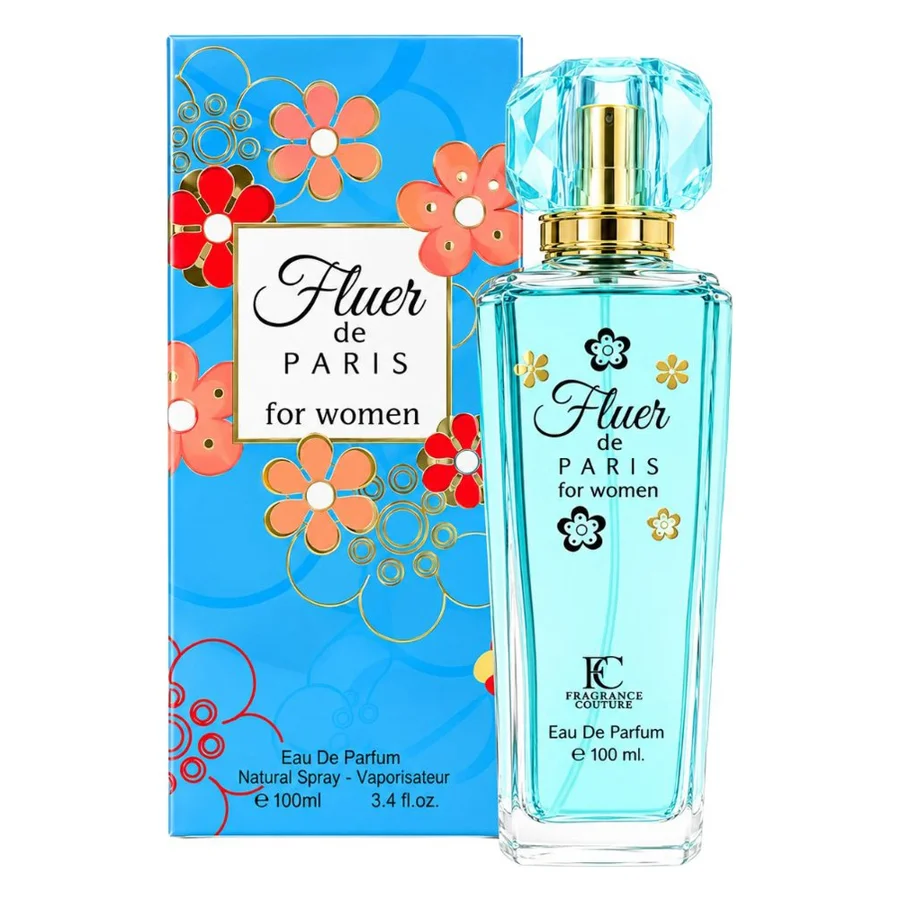 Fluer
de
PARIS
for women
Eau De Parfum
Natural Spray - Vaporisateur
℮ 100ml 3.4 fl.oz.
Fluer
de
PARIS
for women
FC
FRAGRANCE
COUTURE
Eau De Parfum
℮ 100 ml.